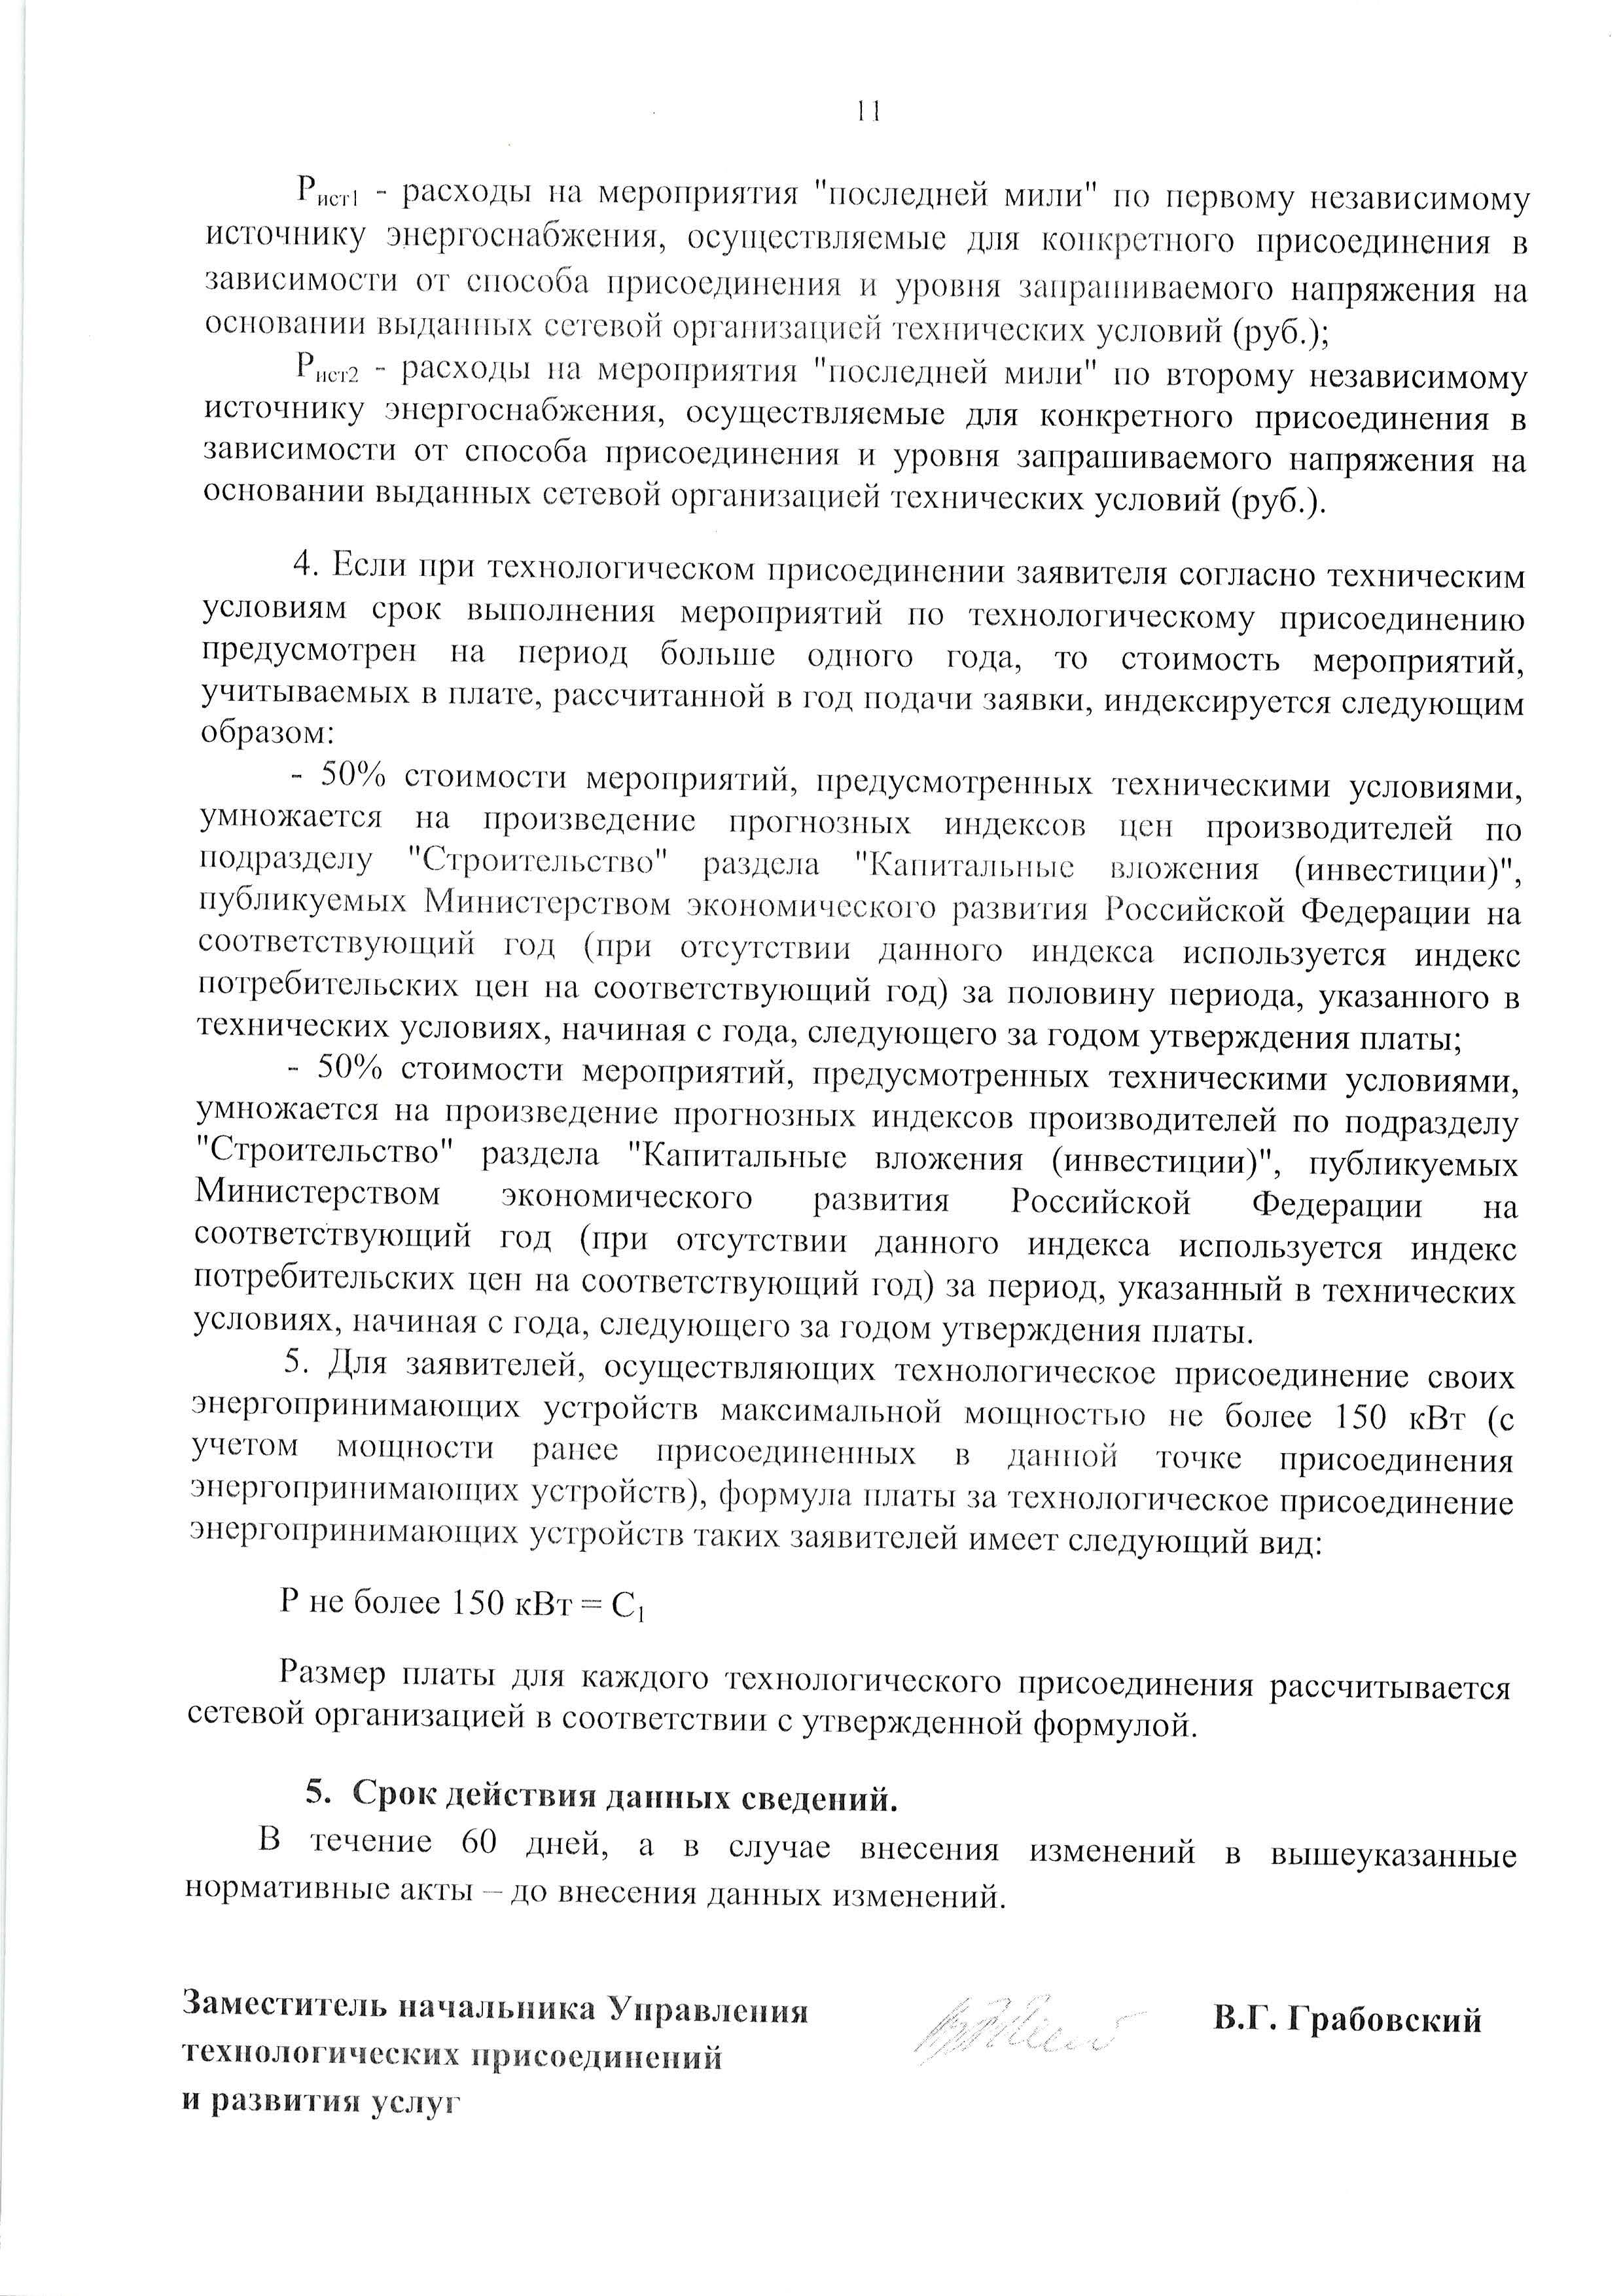 11
Рист1 - расходы на мероприятия "последней мили" по первому независимому
источнику энергоснабжения, осуществляемые для конкретного присоединения в
зависимости от способа присоединения и уровня запрашиваемого напряжения на
основании выданных сетевой организацией технических условий (руб.);
Рист2 - расходы на мероприятия "последней мили" по второму независимому
источнику энергоснабжения, осуществляемые для конкретного присоединения в
зависимости от способа присоединения и уровня запрашиваемого напряжения на
основании выданных сетевой организацией технических условий (руб.).
4. Если при технологическом присоединении заявителя согласно техническим
условиям срок выполнения мероприятий по технологическому присоединению
предусмотрен на период больше одного года, то стоимость мероприятий,
учитываемых в плате, рассчитанной в год подачи заявки, индексируется следующим
образом:
- 50% стоимости мероприятий, предусмотренных техническими условиями,
умножается на произведение прогнозных индексов цен производителей по
подразделу "Строительство" раздела "Капитальные вложения (инвестиции)",
публикуемых Министерством экономического развития Российской Федерации на
соответствующий год (при отсутствии данного индекса используется индекс
потребительских цен на соответствующий год) за половину периода, указанного в
технических условиях, начиная с года, следующего за годом утверждения платы;
- 50% стоимости мероприятий, предусмотренных техническими условиями,
умножается на произведение прогнозных индексов производителей по подразделу
"Строительство" раздела "Капитальные вложения (инвестиции)", публикуемых
Министерством экономического развития Российской Федерации на
соответствующий год (при отсутствии данного индекса используется индекс
потребительских цен на соответствующий год) за период, указанный в технических
условиях, начиная с года, следующего за годом утверждения платы.
5. Для заявителей, осуществляющих технологическое присоединение своих
энергопринимающих устройств максимальной мощностью не более 150 кВт (с
учетом мощности ранее присоединенных в данной точке присоединения
энергопринимающих устройств), формула платы за технологическое присоединение
энергопринимающих устройств таких заявителей имеет следующий вид:
Р не более 150 кВт = С1
Размер платы для каждого технологического присоединения рассчитывается
сетевой организацией в соответствии с утвержденной формулой.
5. Срок действия данных сведений.
В течение 60 дней, а в случае внесения изменений в вышеуказанные
нормативные акты – до внесения данных изменений.
Заместитель начальника Управления В.Г. Грабовский
технологических присоединений
и развития услуг